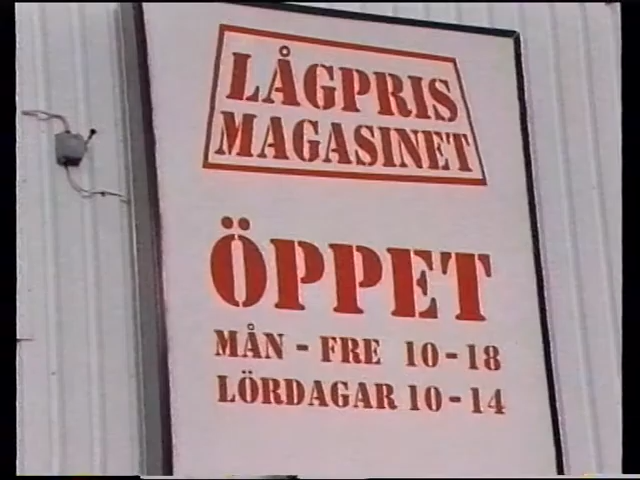 LÅGPRIS
MAGASINET
ÖPPET
MÅN - FRE 10 - 18
LÖRDAGAR 10 - 14